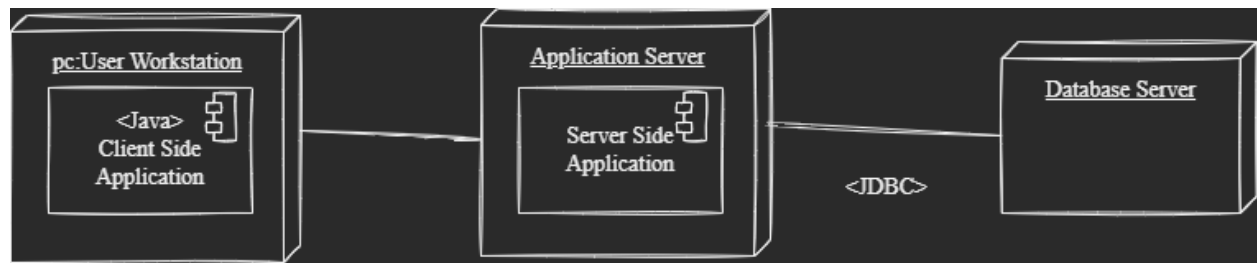 pc:User Workstation
<Java>
Client Side
Application
Application Server
Server Side
Application
<JDBC>
Database Server